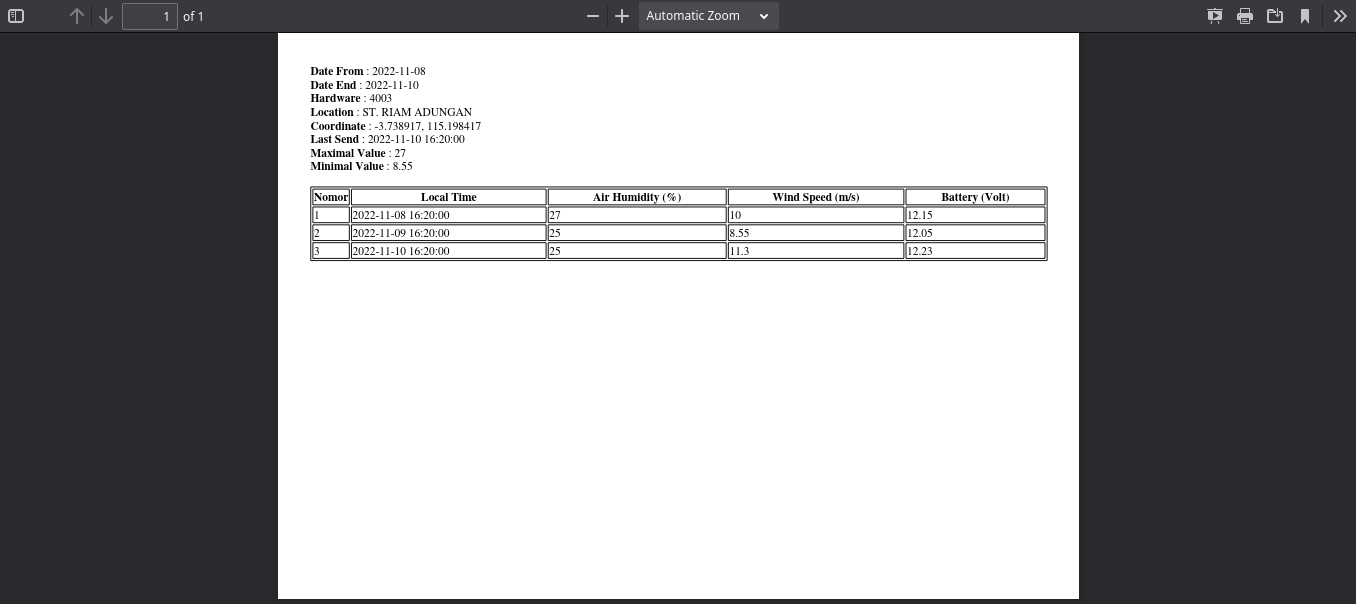 1 of 1 Automatic Zoom
Date From : 2022-11-08
Date End : 2022-11-10
Hardware : 4003
Location : ST. RIAM ADUNGAN
Coordinate : -3.738917, 115.198417
Last Send : 2022-11-10 16:20:00
Maximal Value : 27
Minimal Value : 8.55
Nomor Local Time Air Humidity (%) Wind Speed (m/s) Battery (Volt)
1 2022-11-08 16:20:00 27 10 12.15
2 2022-11-09 16:20:00 25 8.55 12.05
3 2022-11-10 16:20:00 25 11.3 12.23